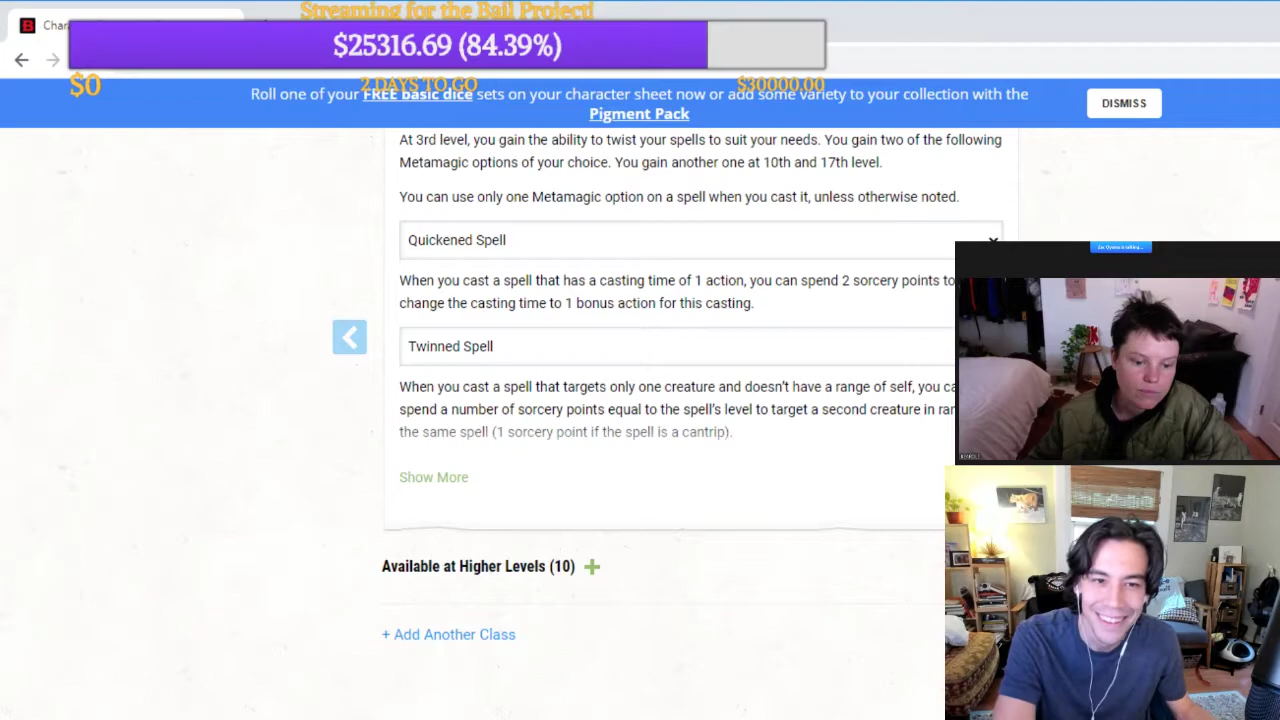 Streaming for the Bail Project!
Char
$25316.69 (84.39%)
$0
2 DAYS TO GO
$30000.00
Roll one of your FREE basic dice sets on your character sheet now or add some variety to your collection with the
Pigment Pack
DISMISS
At 3rd level, you gain the ability to twist your spells to suit your needs. You gain two of the following
Metamagic options of your choice. You gain another one at 10th and 17th level.
You can use only one Metamagic option on a spell when you cast it, unless otherwise noted.
Quickened Spell
When you cast a spell that has a casting time of 1 action, you can spend 2 sorcery points to
change the casting time to 1 bonus action for this casting.
Twinned Spell
When you cast a spell that targets only one creature and doesn't have a range of self, you ca
spend a number of sorcery points equal to the spell's level to target a second creature in ran
the same spell (1 sorcery point if the spell is a cantrip).
Show More
Available at Higher Levels (10)
+ Add Another Class